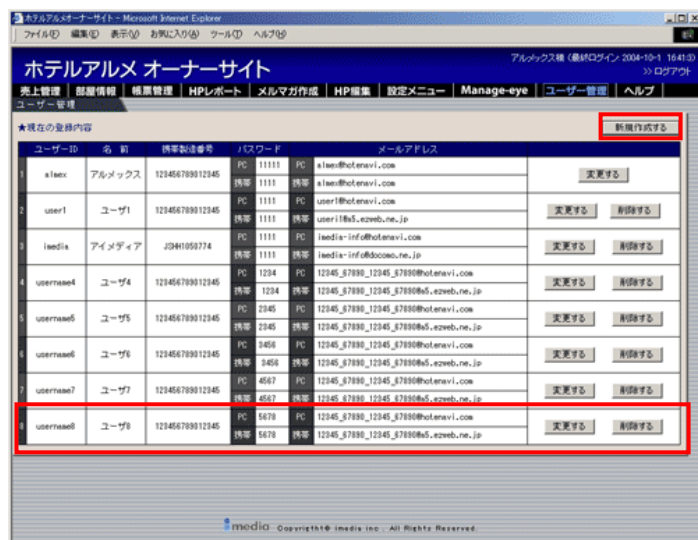 ホテルアルメオーナーサイト - Microsoft Internet Explorer
ファイル(F) 編集(E) 表示(V) お気に入り(A) ツール(T) ヘルプ(H)
アルメックス様 (最終ログイン: 2004-10-1 16:41:3)
ホテルアルメ オーナーサイト
>> ログアウト
売上管理 部屋情報 帳票管理 HPレポート メルマガ作成 HP編集 設定メニュー Manage-eye ユーザー管理 ヘルプ
ユーザー管理
★現在の登録内容 新規作成する
ユーザーID 名 前 携帯製造番号 パスワード メールアドレス
1 almex アルメックス 123456789012345 PC 11111 PC almex@hotenavi.com 変更する
携帯 1111 携帯 almex@hotenavi.com
2 user1 ユーザ1 123456789012345 PC 1111 PC user1@hotenavi.com 変更する 削除する
携帯 1111 携帯 user11@a5.ezweb.ne.jp
3 imedia アイメディア JSHH1050774 PC 1111 PC imedia-info@hotenavi.com 変更する 削除する
携帯 1111 携帯 imedia-info@docomo.ne.jp
4 username4 ユーザ4 123456789012345 PC 1234 PC 12345_67890_12345_67890@hotenavi.com 変更する 削除する
携帯 1234 携帯 12345_67890_12345_67890@a5.ezweb.ne.jp
5 username5 ユーザ5 123456789012345 PC 2345 PC 12345_67890_12345_67890@hotenavi.com 変更する 削除する
携帯 2345 携帯 12345_67890_12345_67890@a5.ezweb.ne.jp
6 username6 ユーザ6 123456789012345 PC 3456 PC 12345_67890_12345_67890@hotenavi.com 変更する 削除する
携帯 3456 携帯 12345_67890_12345_67890@a5.ezweb.ne.jp
7 username7 ユーザ7 123456789012345 PC 4567 PC 12345_67890_12345_67890@hotenavi.com 変更する 削除する
携帯 4567 携帯 12345_67890_12345_67890@a5.ezweb.ne.jp
8 username8 ユーザ8 123456789012345 PC 5678 PC 12345_67890_12345_67890@hotenavi.com 変更する 削除する
携帯 5678 携帯 12345_67890_12345_67890@a5.ezweb.ne.jp
imedia Copyright© imedia inc . All Rights Reserved.